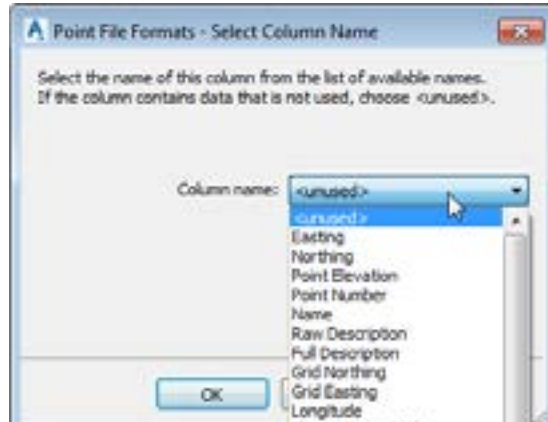 Point File Formats - Select Column Name
Select the name of this column from the list of available names.
If the column contains data that is not used, choose <unused>.
Column name: <unused>
<unused>
Easting
Northing
Point Elevation
Point Number
Name
Raw Description
Full Description
Grid Northing
Grid Easting
OK
Longitude